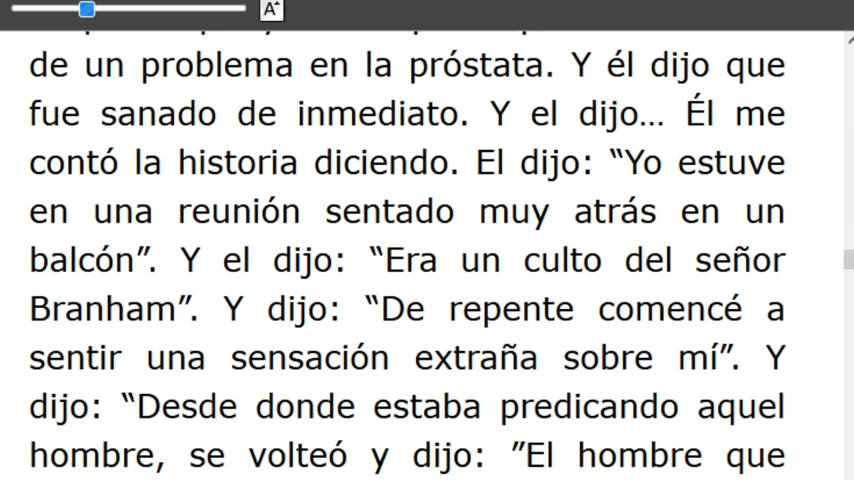 A
de un problema en la próstata. Y él dijo que
fue sanado de inmediato. Y el dijo... Él me
contó la historia diciendo. El dijo: “Yo estuve
en una reunión sentado muy atrás en un
balcón”. Y el dijo: “Era un culto del señor
Branham”. Y dijo: “De repente comencé a
sentir una sensación extraña sobre mí”. Y
dijo: “Desde donde estaba predicando aquel
hombre, se volteó y dijo: ”El hombre que